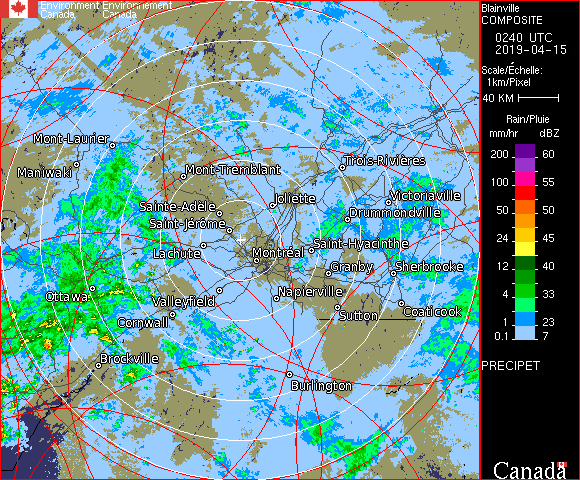 Environment Environnement
Canada Canada
Blainville
COMPOSITE
0240 UTC
2019-04-15
Scale/Échelle:
1km/Pixel
40 KM
Rain/Pluie
mm/hr dBZ
200 60
100 55
50 50
24 45
12 40
4 33
1 23
0.1 7
PRECIPET
Mont-Laurier
Maniwaki
Mont-Tremblant
Trois-Rivières
Joliette
Victoriaville
Sainte-Adele
Drummondville
Saint-Jérôme
Lachute
Montréal
Saint-Hyacinthe
Granby
Sherbrooke
Ottawa
Valleyfield
Napierville
Coaticook
Cornwall
Sutton
Brockville
Burlington
Canada